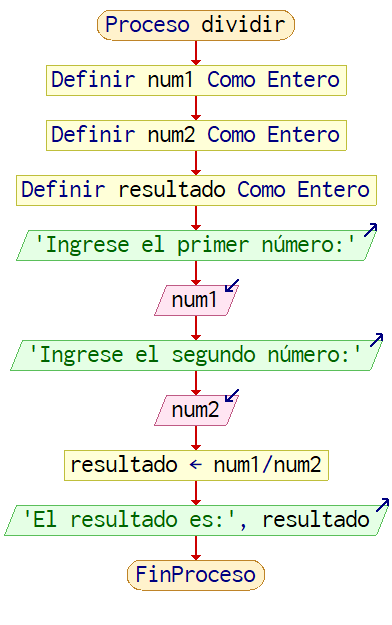 Proceso dividir
Definir num1 Como Entero
Definir num2 Como Entero
Definir resultado Como Entero
'Ingrese el primer número:'
num1
'Ingrese el segundo número:'
num2
resultado ← num1/num2
'El resultado es:', resultado
FinProceso